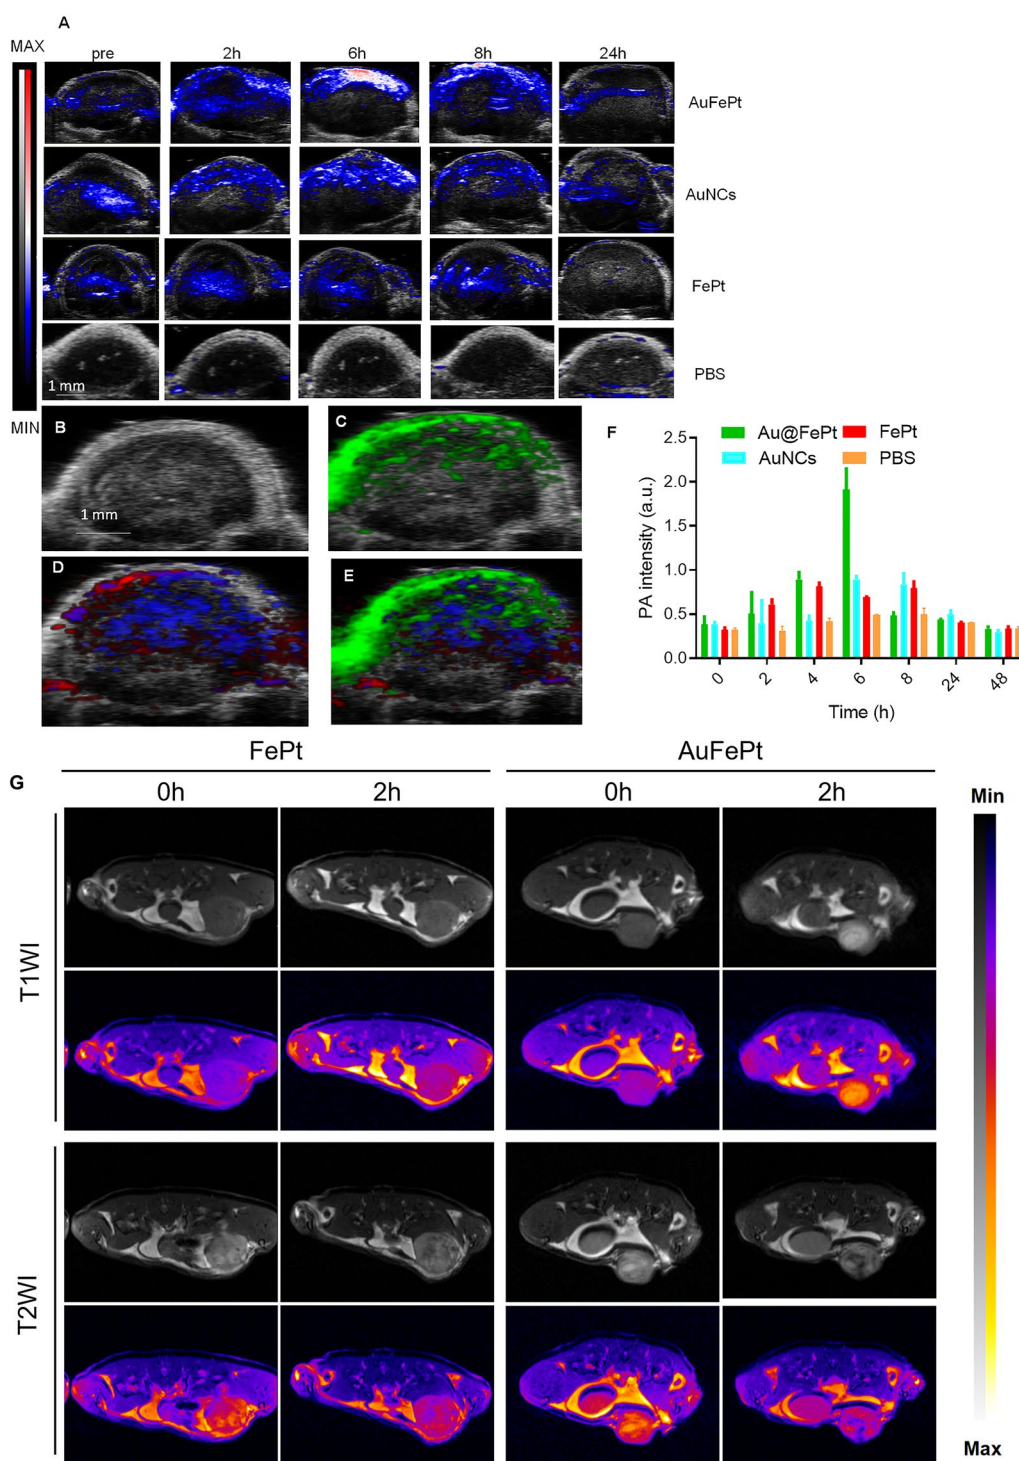 A
MAX
pre 2h 6h 8h 24h
AuFePt
AuNCs
FePt
PBS
1 mm
MIN
B
1 mm
C
D
E
F
Au@FePt FePt
AuNCs PBS
PA intensity (a.u.)
2.5
2.0
1.5
1.0
0.5
0.0
0 2 4 6 8 24 48
Time (h)
FePt AuFePt
G
0h 2h 0h 2h
Min
T1WI
T2WI
Max